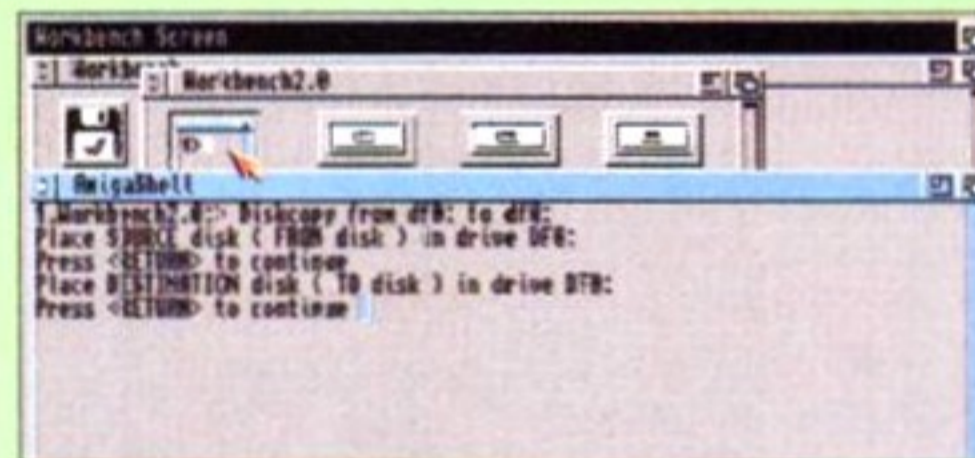 Workbench Screen
Workbench
Workbench2.0
AmigaShell
1.Workbench2.0:> Diskcopy from df0: to df0:
Place SOURCE disk ( FROM disk ) in drive DF0:
Press <RETURN> to continue
Place DESTINATION disk ( TO disk ) in drive DF0:
Press <RETURN> to continue